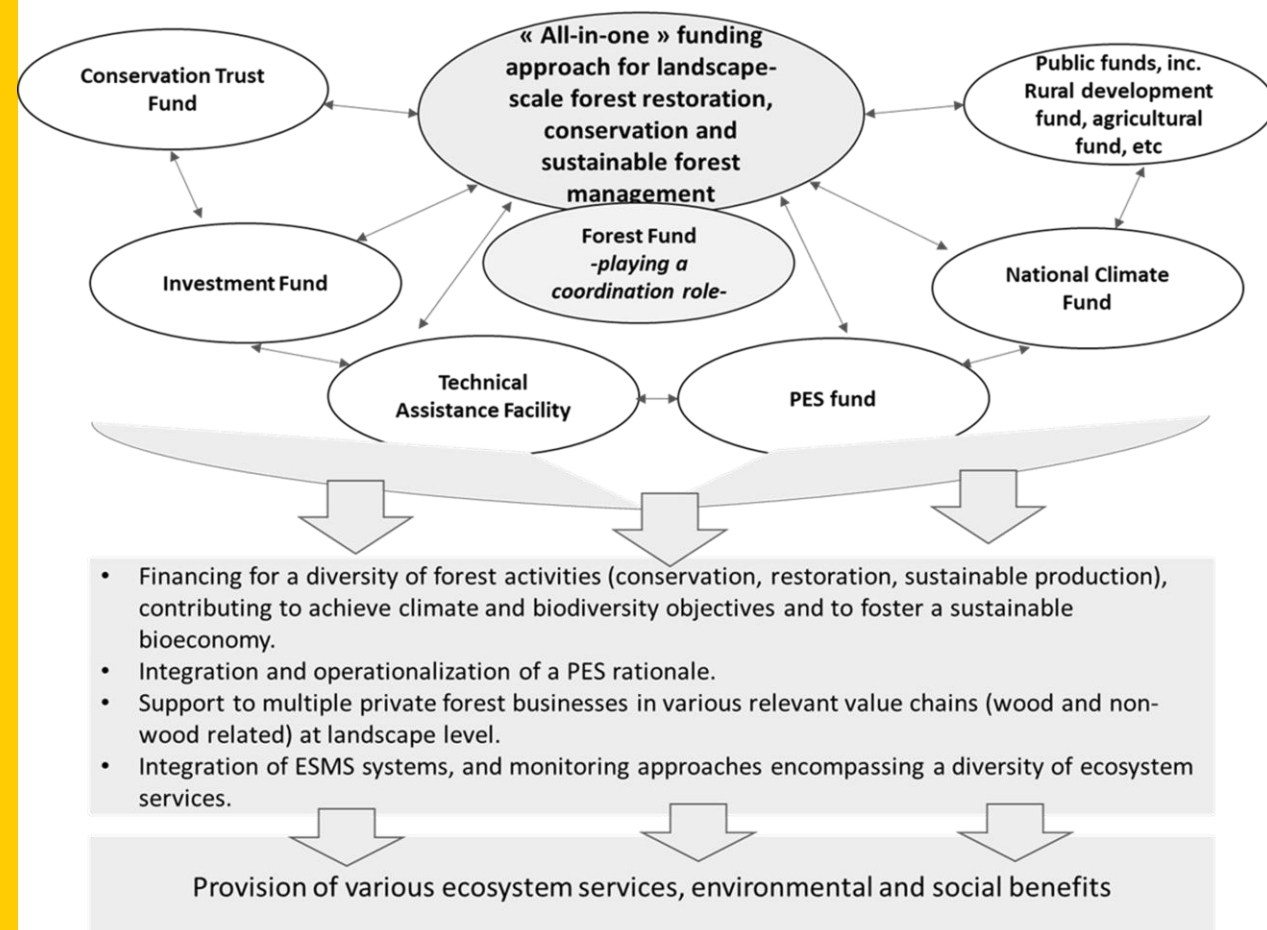 « All-in-one » funding
approach for landscape-
scale forest restoration,
conservation and
sustainable forest
management
Conservation Trust
Fund
Public funds, inc.
Rural development
fund, agricultural
fund, etc
Forest Fund
-playing a
coordination role-
Investment Fund
National Climate
Fund
Technical
Assistance Facility
PES fund
• Financing for a diversity of forest activities (conservation, restoration, sustainable production),
contributing to achieve climate and biodiversity objectives and to foster a sustainable
bioeconomy.
• Integration and operationalization of a PES rationale.
• Support to multiple private forest businesses in various relevant value chains (wood and non-
wood related) at landscape level.
• Integration of ESMS systems, and monitoring approaches encompassing a diversity of ecosystem
services.
Provision of various ecosystem services, environmental and social benefits